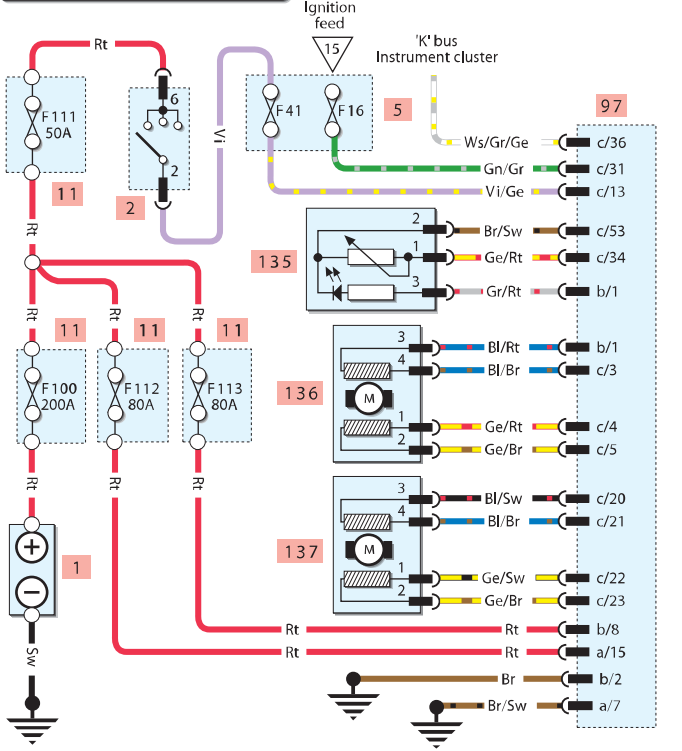 Ignition
feed
15
'K' bus
Instrument cluster
Rt
F111
50A
11
6
2
2
Vi
F41
F16
5
97
Ws/Gr/Ge
c/36
Gn/Gr
c/31
Vi/Ge
c/13
Rt
135
2
Br/Sw
c/53
1
Ge/Rt
c/34
3
Gr/Rt
b/1
Rt
Rt
Rt
11
11
11
F100
200A
F112
80A
F113
80A
136
3
Bl/Rt
b/1
4
Bl/Br
c/3
M
1
Ge/Rt
c/4
2
Ge/Br
c/5
Rt
Rt
Rt
137
3
Bl/Sw
c/20
4
Bl/Br
c/21
M
1
Ge/Sw
c/22
2
Ge/Br
c/23
+
−
1
Sw
Rt
Rt
b/8
Rt
Rt
a/15
Br
b/2
Br/Sw
a/7